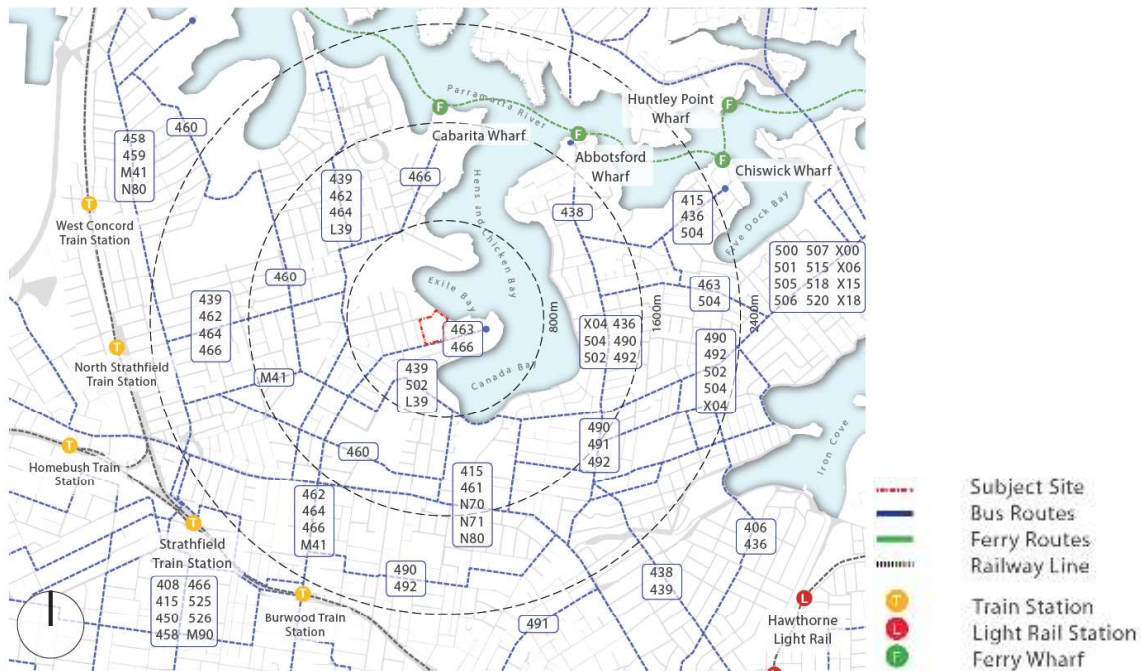 458
459
M41
N80
460
West Concord
Train Station
439
462
464
L39
466
Cabarita Wharf
Parramatta River
Abbotsford
Wharf
Huntley Point
Wharf
Chiswick Wharf
Five Dock Bay
438
415
436
504
500 507 X00
501 515 X06
505 518 X15
506 520 X18
Hens and Chicken Bay
Exile Bay
Canada Bay
460
439
462
464
466
North Strathfield
Train Station
M41
463
466
439
502
L39
800m
1600m
2400m
X04 436
504 490
502 492
463
504
490
492
502
504
X04
490
491
492
Iron Cove
Homebush Train
Station
460
415
461
N70
N71
N80
462
464
466
M41
Strathfield
Train Station
408 466
415 525
450 526
458 M90
Burwood Train
Station
490
492
491
438
439
406
436
Hawthorne
Light Rail
T
T
T
T
T
F
F
F
F
L
Subject Site
Bus Routes
Ferry Routes
Railway Line
T Train Station
L Light Rail Station
F Ferry Wharf